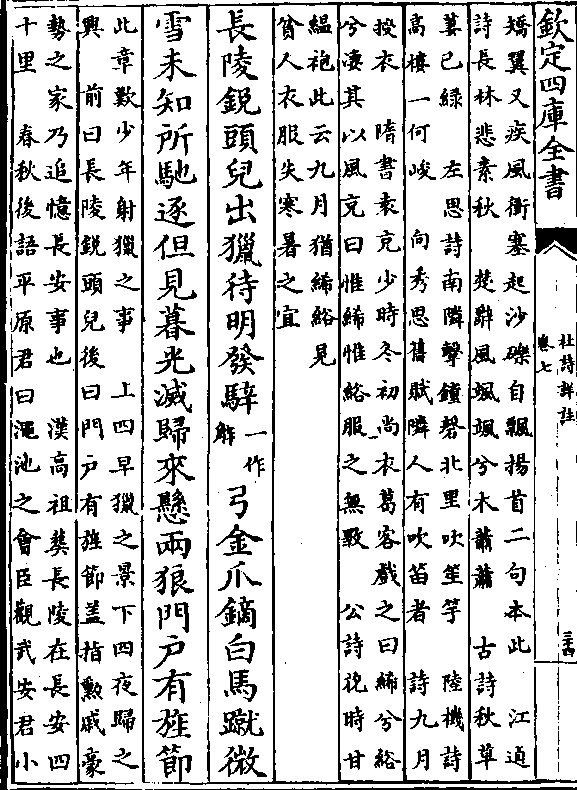 欽定四庫全書
杜詩詳註
卷七
三十四
矯翼又疾風衝塞起沙礫自飄揚首二句本此　江逌
詩長林悲素秋　楚辭風颯颯兮木蕭蕭　古詩秋草
萋已綠　左思詩南隣擊鐘磬北里吹笙竽　陸機詩
高樓一何峻　向秀思舊賦隣人有吹笛者　詩九月
授衣　隋書袁充少時冬初尚衣葛客戲之曰絺兮綌
兮淒其以風充曰惟絺惟綌服之無斁　公詩裞時甘
縕袍此云九月猶絺綌見
貧人衣服失寒暑之宜
長陵銳頭兒出獵待明發騂
一作
觧
弓金爪鏑白馬蹴微
雪未知所馳逐但見暮光滅歸來懸兩狼門戶有旌節
此章歎少年射獵之事　上四早獵之景下四夜歸之
興　前曰長陵銳頭兒後曰門戶有旌節蓋指勲戚豪
勢之家乃追憶長安事也　漢高祖葬長陵在長安四
十里　春秋後語平原君曰澠池之會臣觀武安君小